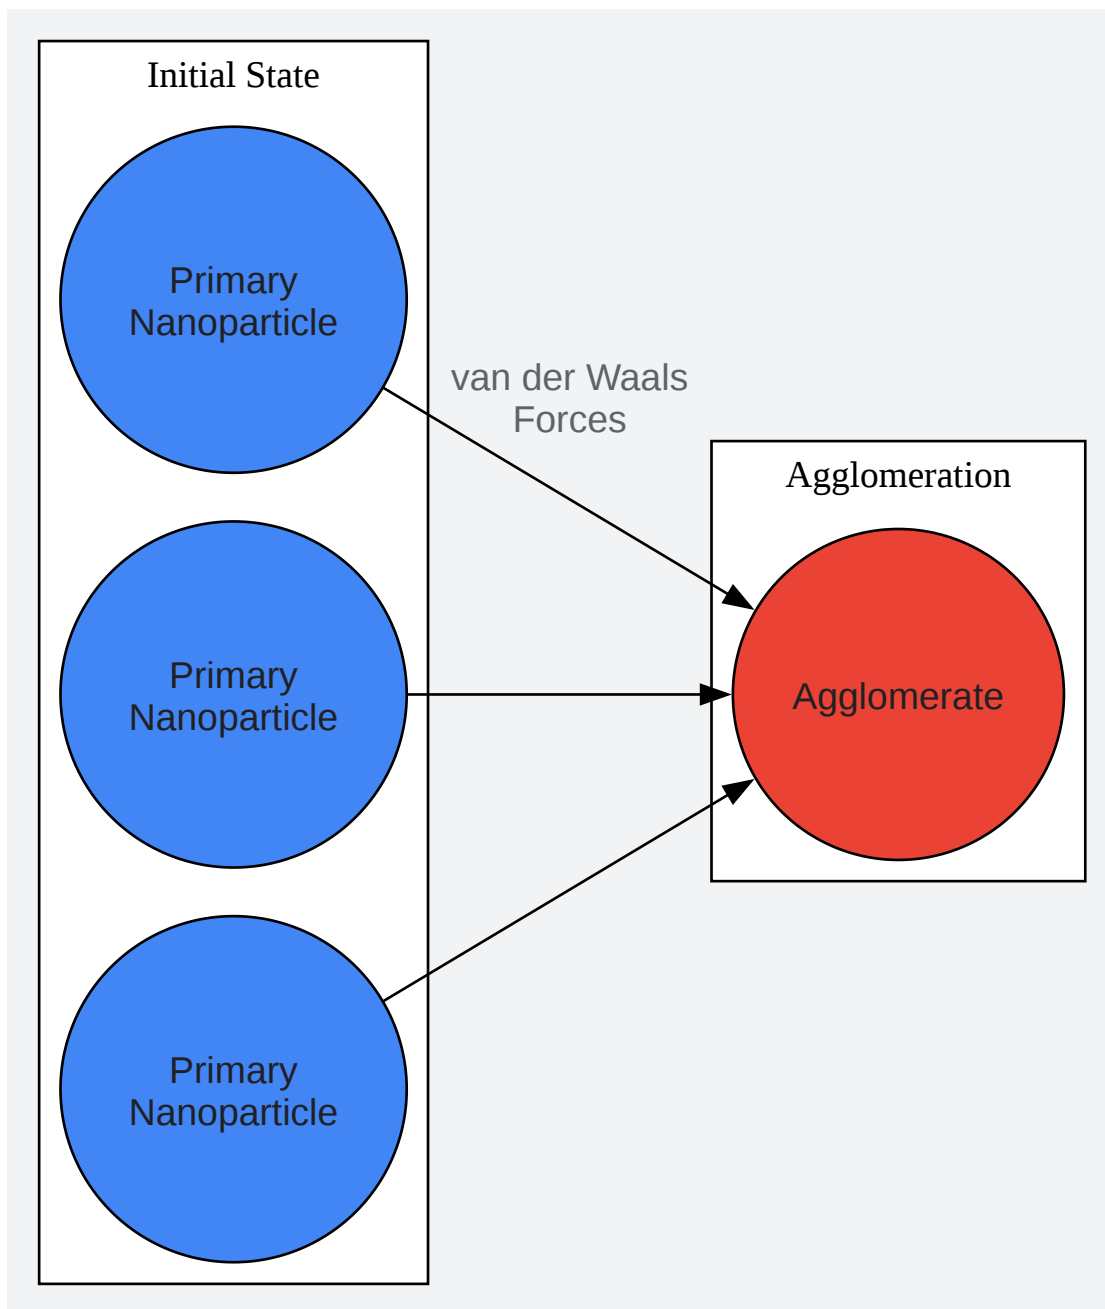 Initial State
Primary
Nanoparticle
van der Waals
Forces
Agglomeration
Primary
Nanoparticle
Agglomerate
Primary
Nanoparticle